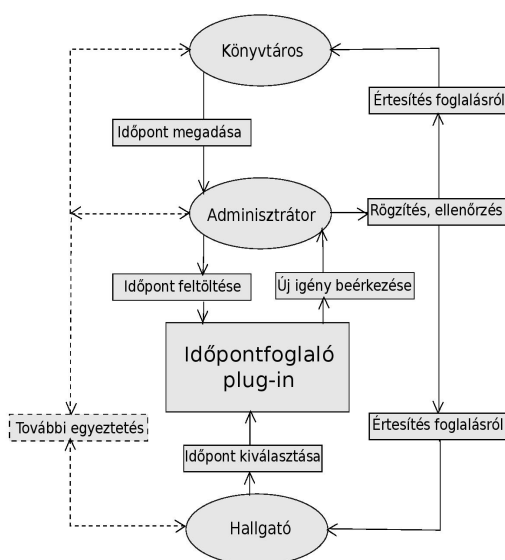 Könyvtáros
Értesítés foglalásról
Időpont megadása
Adminisztrátor
Rögzítés, ellenőrzés
Időpont feltöltése
Új igény beérkezése
Időpontfoglaló
plug-in
További egyeztetés
Értesítés foglalásról
Időpont kiválasztása
Hallgató